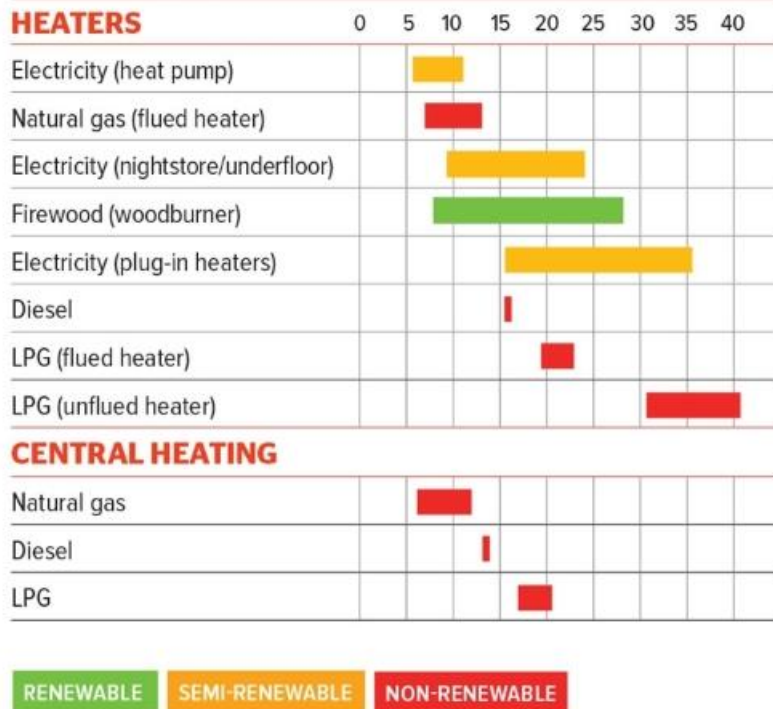 HEATERS 0 5 10 15 20 25 30 35 40
Electricity (heat pump)
Natural gas (flued heater)
Electricity (nightstore/underfloor)
Firewood (woodburner)
Electricity (plug-in heaters)
Diesel
LPG (flued heater)
LPG (unflued heater)
CENTRAL HEATING
Natural gas
Diesel
LPG
RENEWABLE SEMI-RENEWABLE NON-RENEWABLE